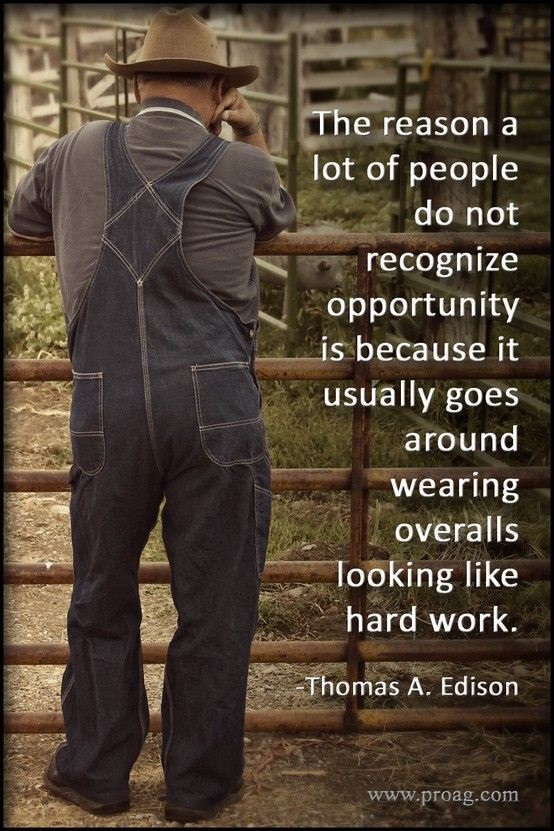 The reason a
lot of people
do not
recognize
opportunity
is because it
usually goes
around
wearing
overalls
looking like
hard work.
-Thomas A. Edison
www.proag.com